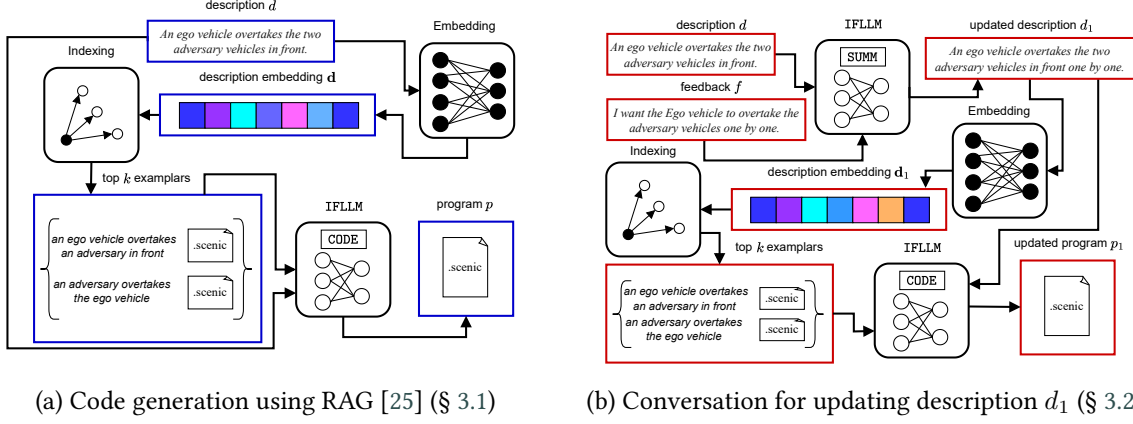 description d
An ego vehicle overtakes the two
adversary vehicles in front.
Embedding
Indexing
description embedding d
top k examplars
an ego vehicle overtakes
an adversary in front
.scenic
an adversary overtakes
the ego vehicle
.scenic
IFLLM
CODE
program p
.scenic
(a) Code generation using RAG [25] (§ 3.1)
description d
An ego vehicle overtakes the two
adversary vehicles in front.
feedback f
I want the Ego vehicle to overtake the
adversary vehicles one by one.
IFLLM
SUMM
updated description d₁
An ego vehicle overtakes the two
adversary vehicles in front one by one.
Embedding
Indexing
description embedding d₁
top k examplars
an ego vehicle overtakes
an adversary in front
.scenic
an adversary overtakes
the ego vehicle
.scenic
IFLLM
CODE
updated program p₁
.scenic
(b) Conversation for updating description d₁ (§ 3.2